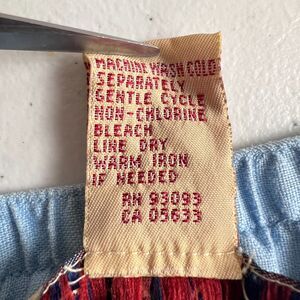 MACHINE WASH COLD
SEPARATELY
GENTLE CYCLE
NON-CHLORINE
BLEACH
LINE DRY
WARM IRON
IF NEEDED
RN 93093
CA 05633